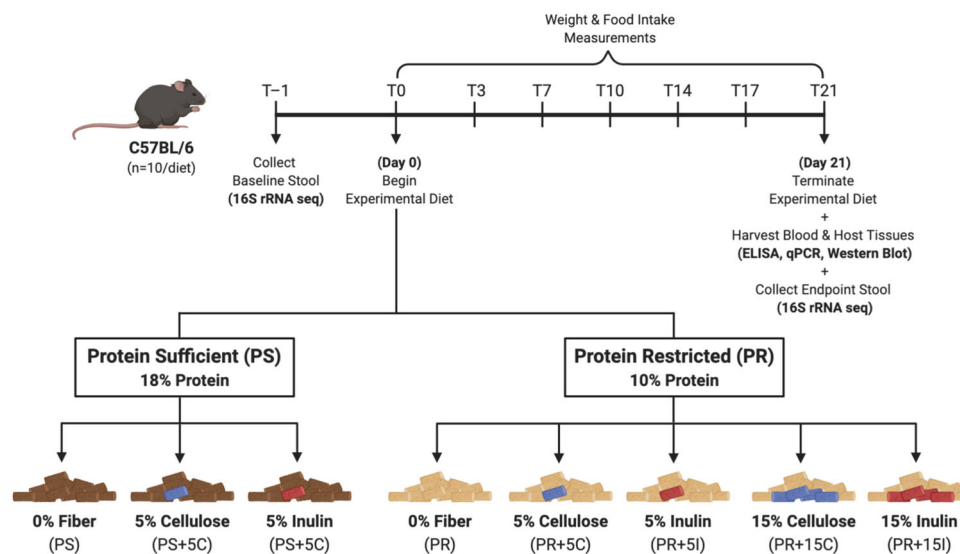 Weight & Food Intake
Measurements
T−1
T0
T3
T7
T10
T14
T17
T21
C57BL/6
(n=10/diet)
Collect
Baseline Stool
(16S rRNA seq)
(Day 0)
Begin
Experimental Diet
(Day 21)
Terminate
Experimental Diet
+
Harvest Blood & Host Tissues
(ELISA, qPCR, Western Blot)
+
Collect Endpoint Stool
(16S rRNA seq)
Protein Sufficient (PS)
18% Protein
Protein Restricted (PR)
10% Protein
0% Fiber
(PS)
5% Cellulose
(PS+5C)
5% Inulin
(PS+5C)
0% Fiber
(PR)
5% Cellulose
(PR+5C)
5% Inulin
(PR+5I)
15% Cellulose
(PR+15C)
15% Inulin
(PR+15I)